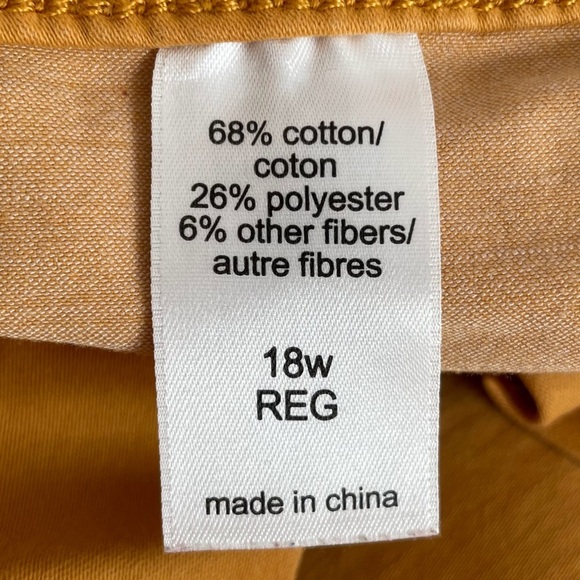 68% cotton/
coton
26% polyester
6% other fibers/
autre fibres
18w
REG
made in china